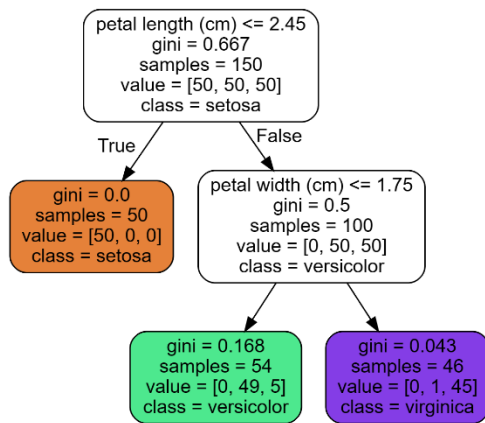 petal length (cm) <= 2.45
gini = 0.667
samples = 150
value = [50, 50, 50]
class = setosa
True
False
gini = 0.0
samples = 50
value = [50, 0, 0]
class = setosa
petal width (cm) <= 1.75
gini = 0.5
samples = 100
value = [0, 50, 50]
class = versicolor
gini = 0.168
samples = 54
value = [0, 49, 5]
class = versicolor
gini = 0.043
samples = 46
value = [0, 1, 45]
class = virginica